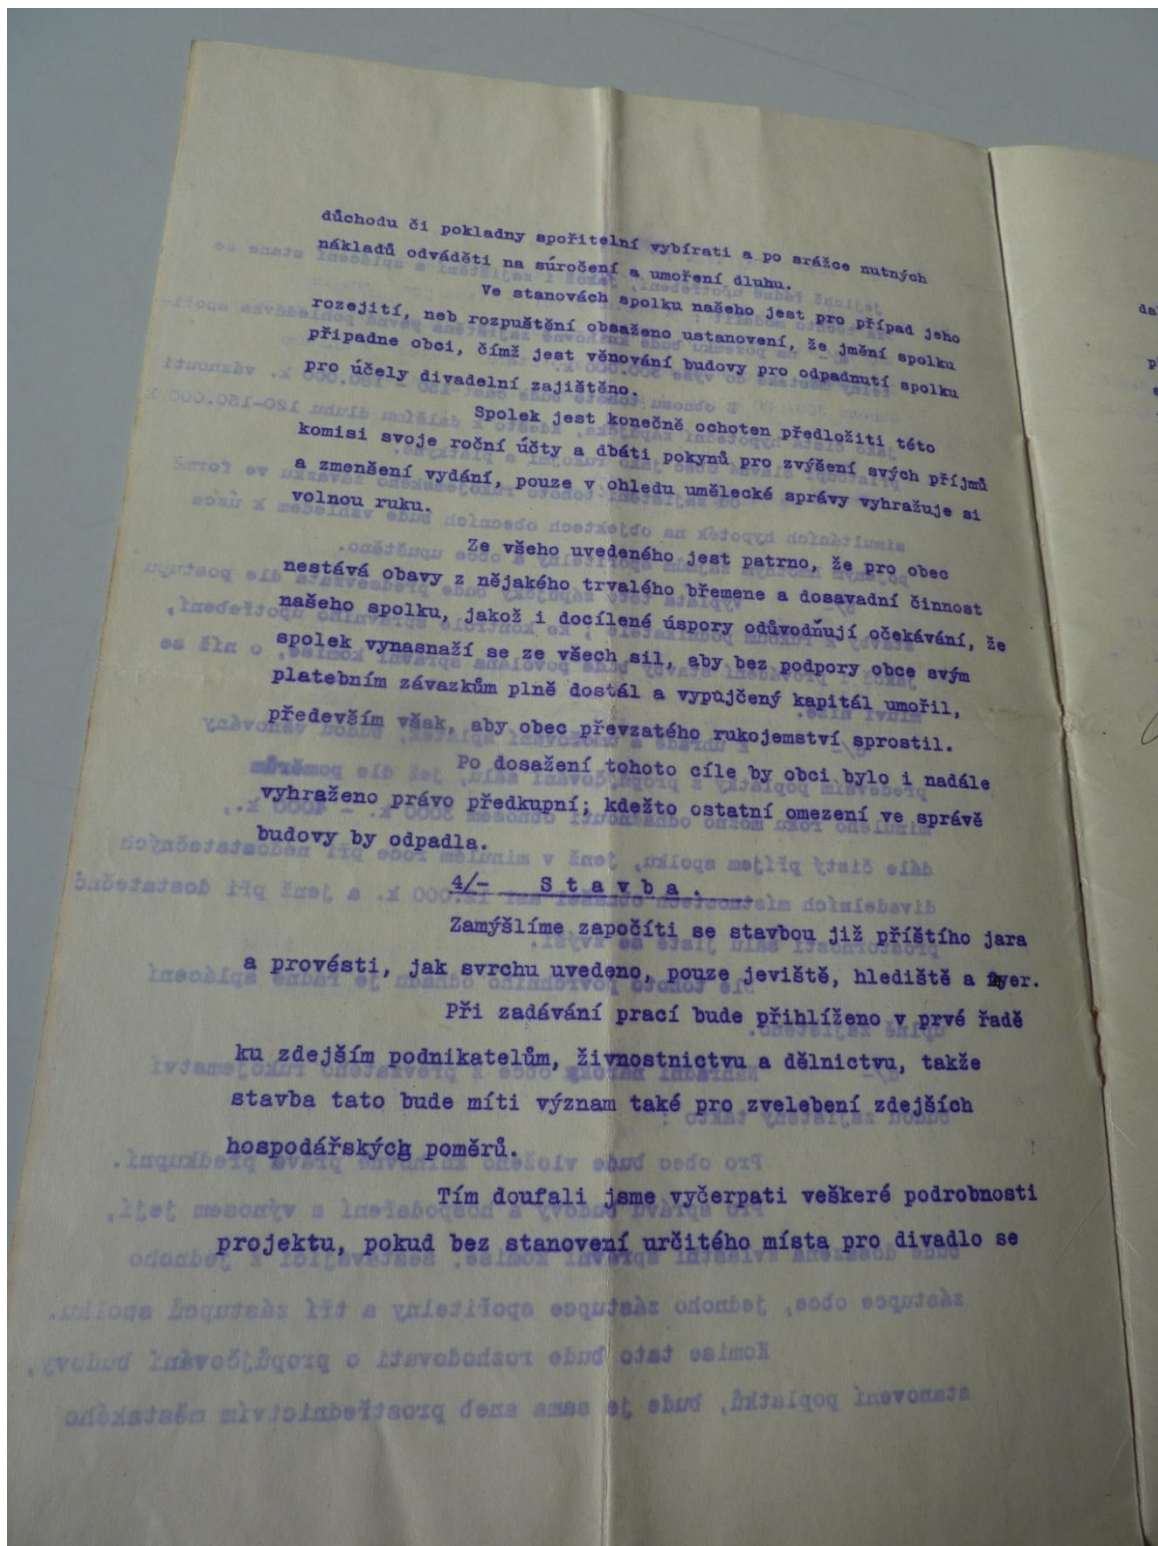 důchodu či pokladny spořitelní vybírati a po srážce nutných
nákladů odváděti na súročení a umoření dluhu.
Ve stanovách spolku našeho jest pro případ jeho
rozejití, neb rozpuštění obsaženo ustanovení, že jmění spolku
připadne obci, čímž jest věnování budovy pro odpadnutí spolku
pro účely divadelní zajištěno.
Spolek jest konečně ochoten předložiti této
komisi svoje roční účty a dbáti pokynů pro zvýšení svých příjmů
a zmenšení vydání, pouze v ohledu umělecké správy vyhražuje si
volnou ruku.
Ze všeho uvedeného jest patrno, že pro obec
nestává obavy z nějakého trvalého břemene a dosavadní činnost
našeho spolku, jakož i docílené úspory odůvodňují očekávání, že
spolek vynasnaží se ze všech sil, aby bez podpory obce svým
platebním závazkům plně dostál a vypujčený kapitál umořil,
především však, aby obec převzatého rukojemství sprostil.
Po dosažení tohoto cíle by obci bylo i nadále
vyhraženo právo předkupní; kdežto ostatní omezení ve správě
budovy by odpadla.
4/- S t a v b a .
Zamýšlíme započíti se stavbou již příštího jara
a provésti, jak svrchu uvedeno, pouze jeviště, hlediště a
Při zadávání prací bude přihlíženo v prvé řadě
ku zdejším podnikatelům, živnostnictvu a dělnictvu, takže
stavba tato bude míti význam také pro zvelebení zdejších
hospodářských poměrů.
Tím doufali jsme vyčerpati veškeré podrobnosti
projektu, pokud bez stanovení určitého místa pro divadlo se